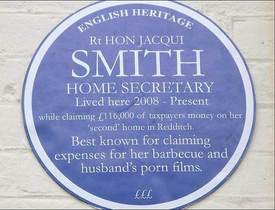 ENGLISH HERITAGE
Rt HON JACQUI
SMITH
HOME SECRETARY
Lived here 2008 - Present
while claiming £116,000 of taxpayers money on her
'second' home in Redditch.
Best known for claiming
expenses for her barbecue and
husband's porn films.
£££